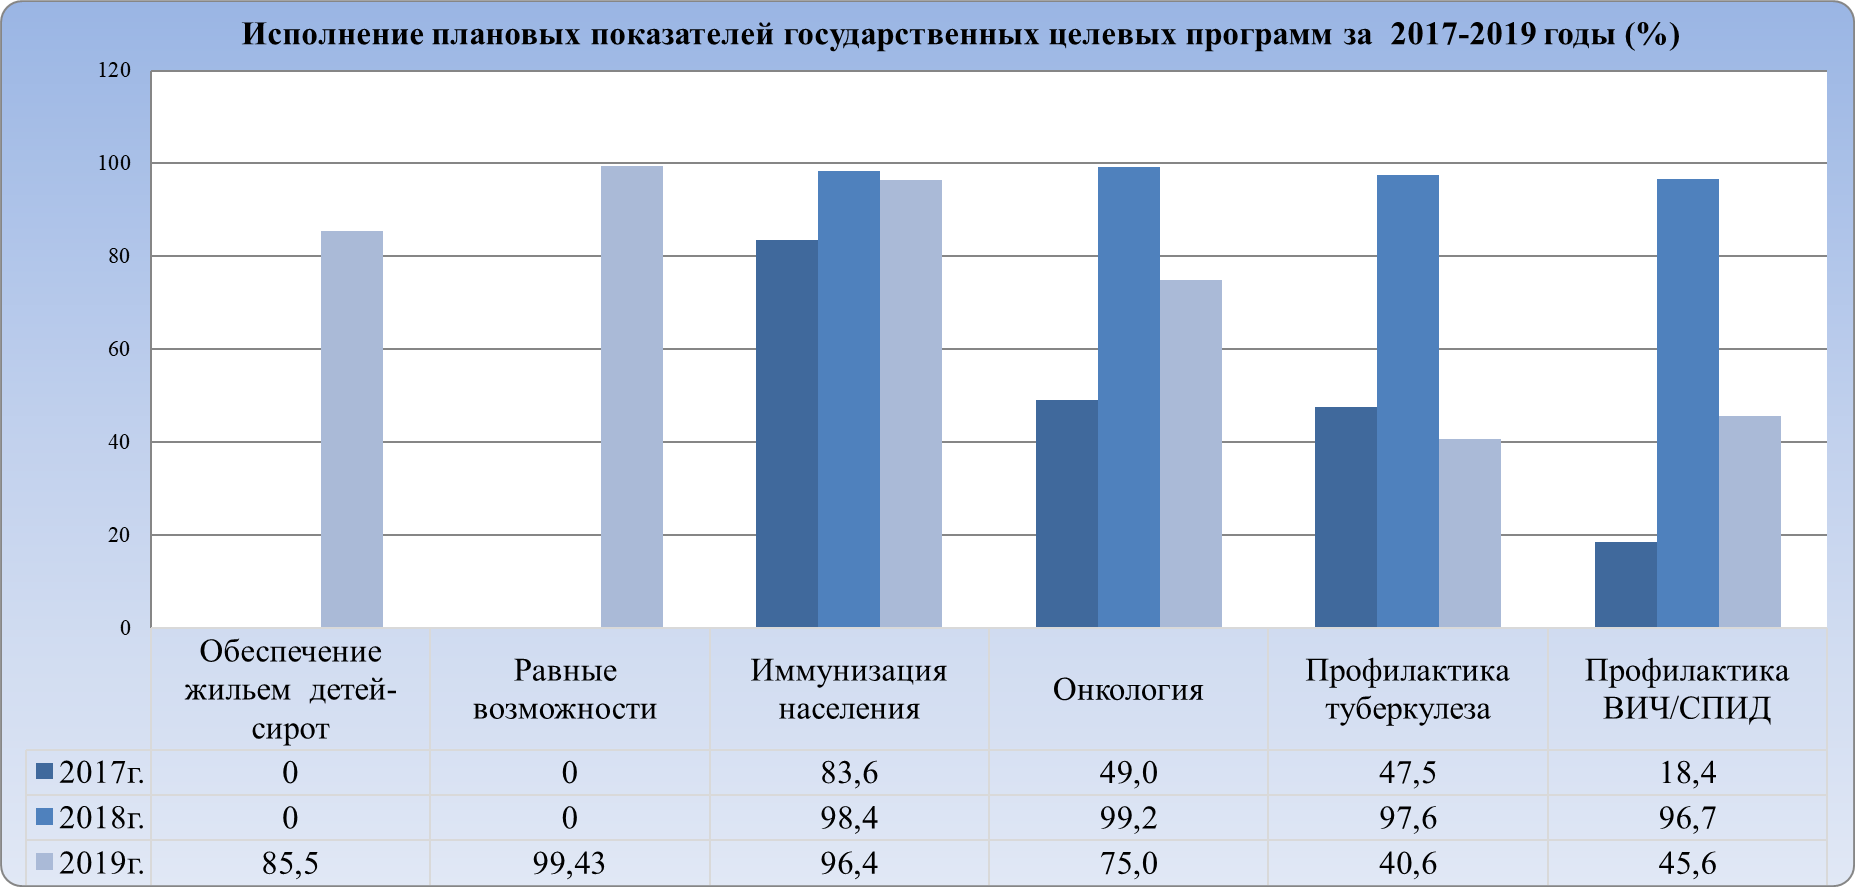 Исполнение плановых показателей государственных целевых программ за 2017-2019 годы (%)
120
100
80
60
40
20
0
Обеспечение
жильем детей-
сирот
Равные
возможности
Иммунизация
населения
Онкология
Профилактика
туберкулеза
Профилактика
ВИЧ/СПИД
2017г. 0 0 83,6 49,0 47,5 18,4
2018г. 0 0 98,4 99,2 97,6 96,7
2019г. 85,5 99,43 96,4 75,0 40,6 45,6